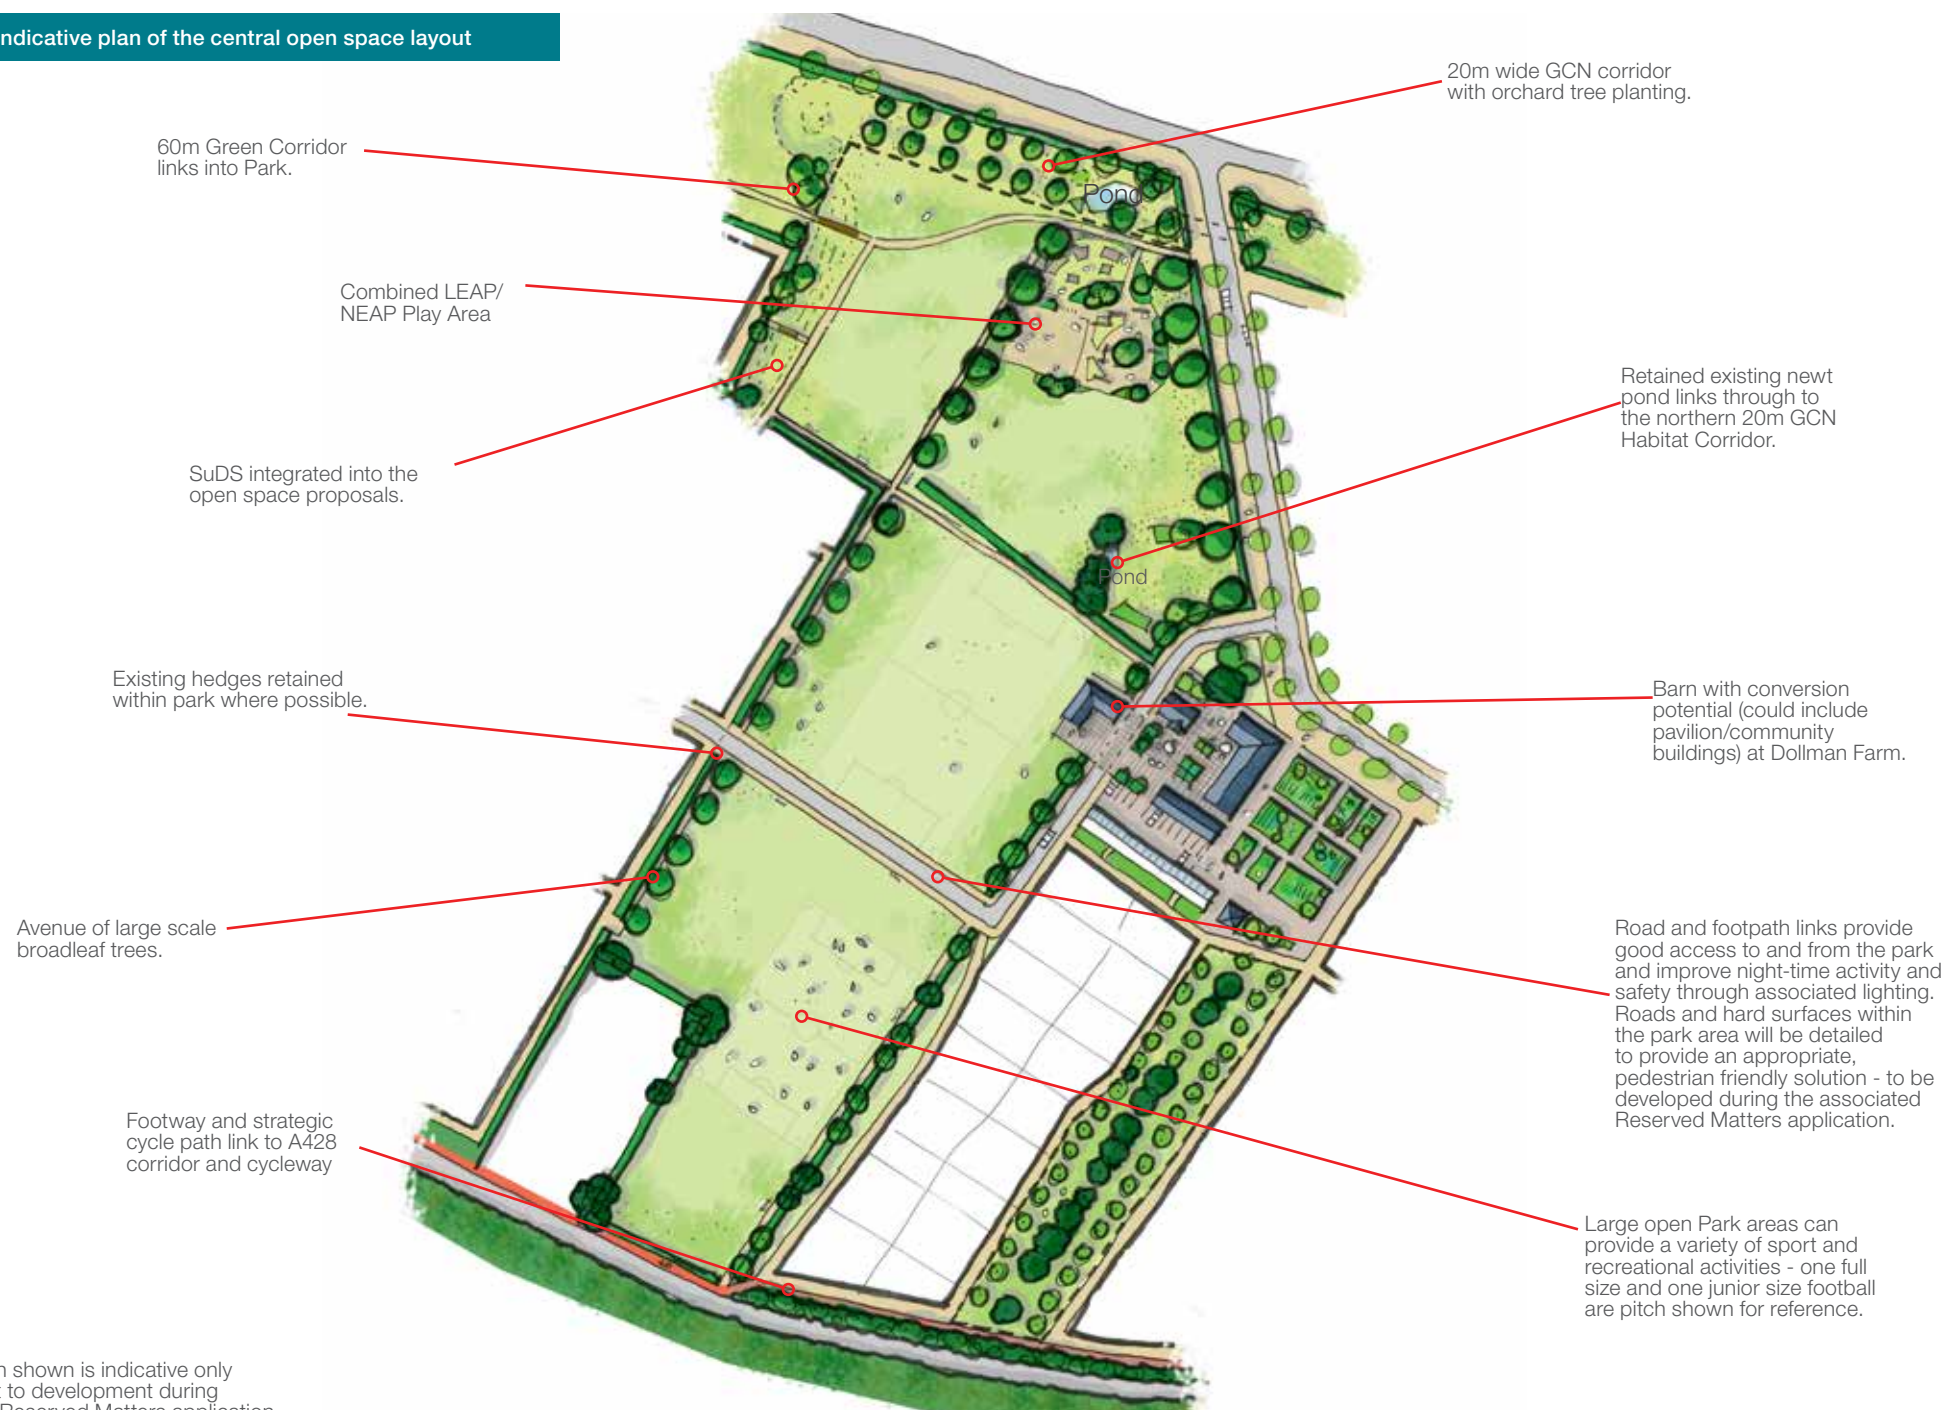 ndicative plan of the central open space layout
20m wide GCN corridor
with orchard tree planting.
60m Green Corridor
links into Park.
Pond
Combined LEAP/
NEAP Play Area
Retained existing newt
pond links through to
the northern 20m GCN
Habitat Corridor.
SuDS integrated into the
open space proposals.
Pond
Existing hedges retained
within park where possible.
Barn with conversion
potential (could include
pavilion/community
buildings) at Dollman Farm.
Avenue of large scale
broadleaf trees.
Road and footpath links provide
good access to and from the park
and improve night-time activity and
safety through associated lighting.
Roads and hard surfaces within
the park area will be detailed
to provide an appropriate,
pedestrian friendly solution - to be
developed during the associated
Reserved Matters application.
Footway and strategic
cycle path link to A428
corridor and cycleway
Large open Park areas can
provide a variety of sport and
recreational activities - one full
size and one junior size football
are pitch shown for reference.
n shown is indicative only
t to development during
Reserved Matters application